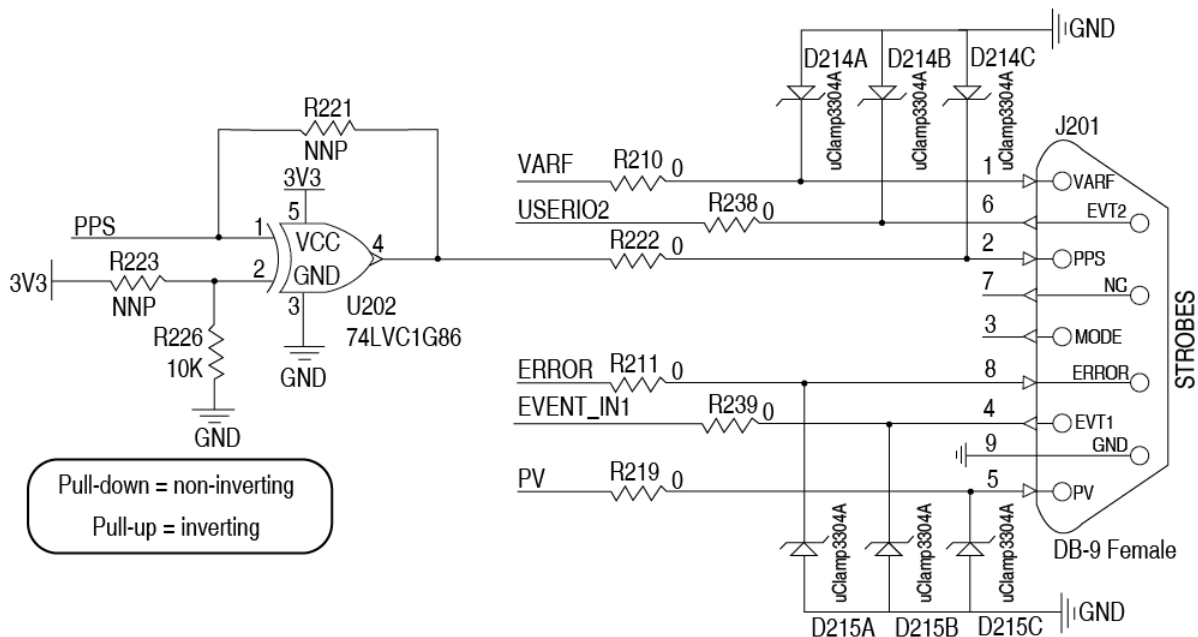 GND
D214A
D214B
D214C
uClamp3304A
uClamp3304A
uClamp3304A
J201
R221
NNP
3V3
PPS
1
5
VCC
4
2
GND
3
U202
74LVC1G86
GND
3V3
R223
NNP
R226
10K
GND
Pull-down = non-inverting
Pull-up = inverting
VARF
R210
0
1
VARF
USERIO2
R238
0
6
EVT2
R222
0
2
PPS
7
NC
3
MODE
ERROR
R211
0
8
ERROR
EVENT_IN1
R239
0
4
EVT1
9
GND
PV
R219
0
5
PV
STROBES
DB-9 Female
uClamp3304A
uClamp3304A
uClamp3304A
GND
D215A
D215B
D215C